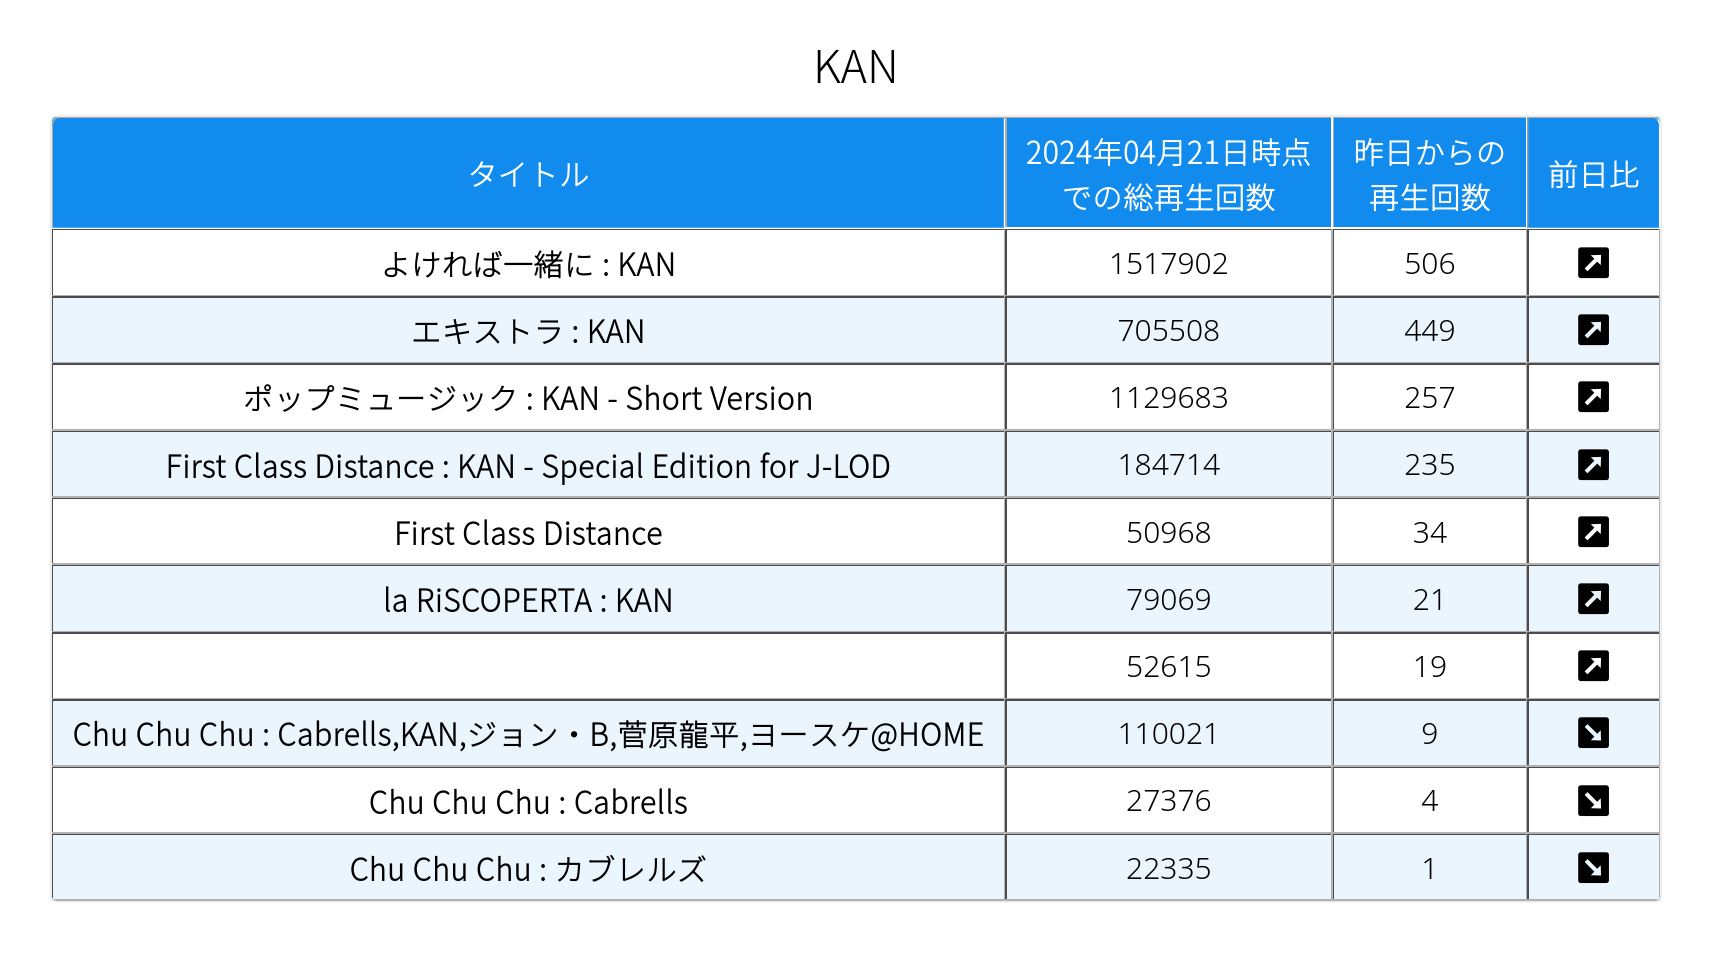 KAN
タイトル
2024年04月21日時点
での総再生回数
昨日からの
再生回数
前日比
よければ一緒に : KAN 1517902 506
エキストラ : KAN 705508 449
ポップミュージック : KAN - Short Version 1129683 257
First Class Distance : KAN - Special Edition for J-LOD 184714 235
First Class Distance 50968 34
la RiSCOPERTA : KAN 79069 21
52615 19
Chu Chu Chu : Cabrells,KAN,ジョン・B,菅原龍平,ヨースケ@HOME 110021 9
Chu Chu Chu : Cabrells 27376 4
Chu Chu Chu : カブレルズ 22335 1